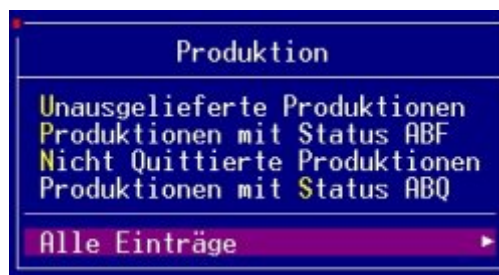 Produktion
Unausgelieferte Produktionen
Produktionen mit Status ABF
Nicht Quittierte Produktionen
Produktionen mit Status ABQ
Alle Einträge